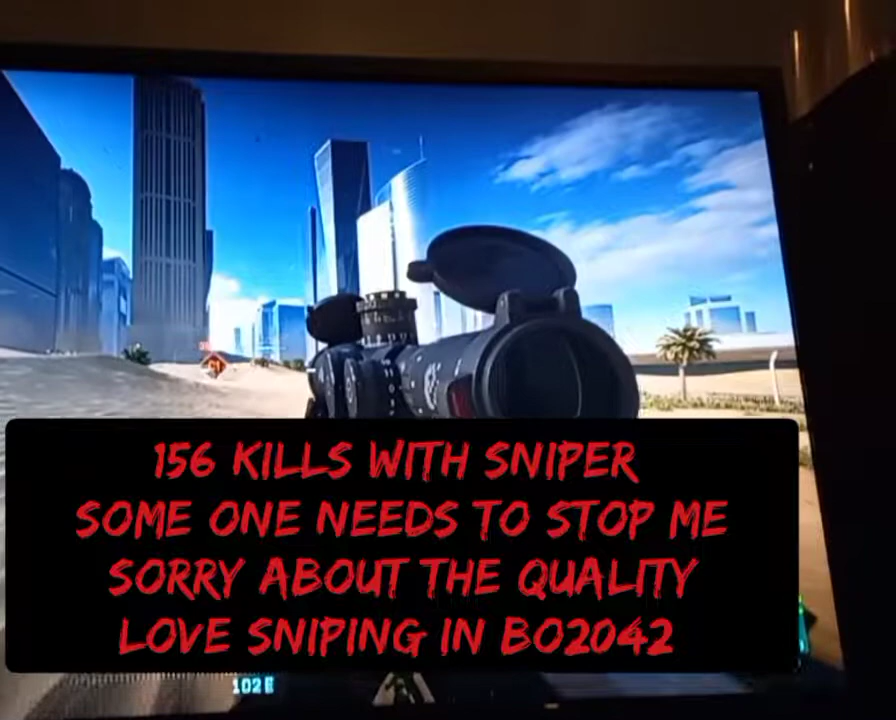 C1
156 KILLS WITH SNIPER
SOME ONE NEEDS TO STOP ME
SORRY ABOUT THE QUALITY
LOVE SNIPING IN BO2042
102 E